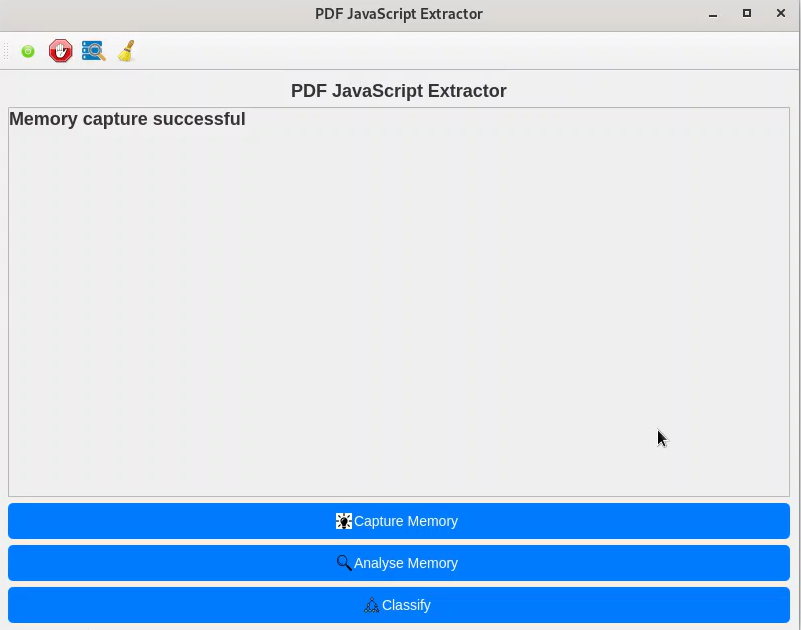 PDF JavaScript Extractor
PDF JavaScript Extractor
Memory capture successful
Capture Memory
Analyse Memory
Classify